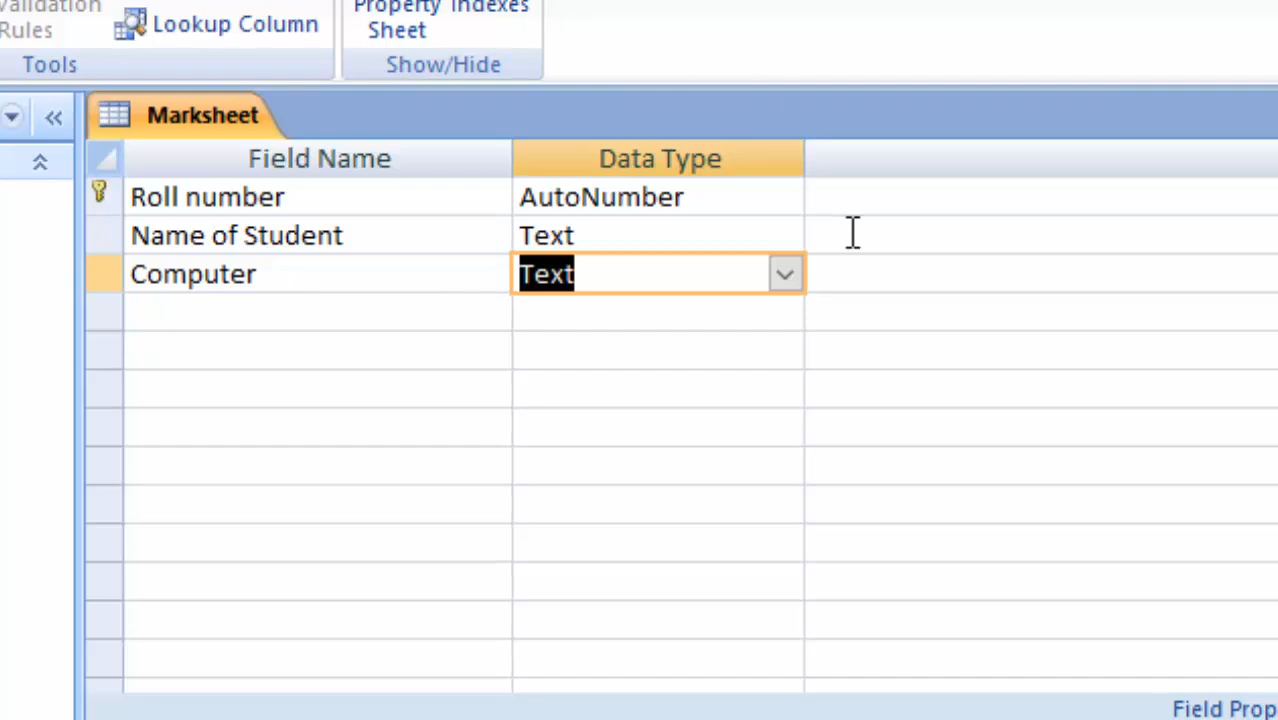 Validation
Property Indexes
Rules
Lookup Column
Sheet
Tools
Show/Hide
Marksheet
Field Name
Data Type
Roll number
AutoNumber
Name of Student
Text
Computer
Text
Field Prop